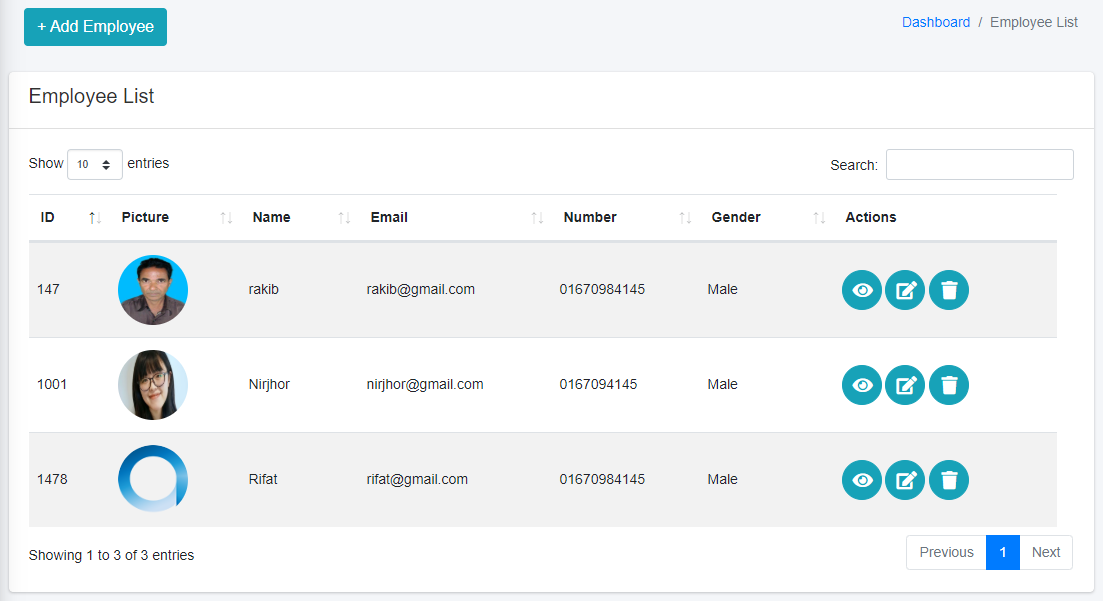 + Add Employee
Dashboard / Employee List
Employee List
Show 10 entries
Search:
ID Picture Name Email Number Gender Actions
147 rakib rakib@gmail.com 01670984145 Male
1001 Nirjhor nirjhor@gmail.com 0167094145 Male
1478 Rifat rifat@gmail.com 01670984145 Male
Showing 1 to 3 of 3 entries
Previous 1 Next